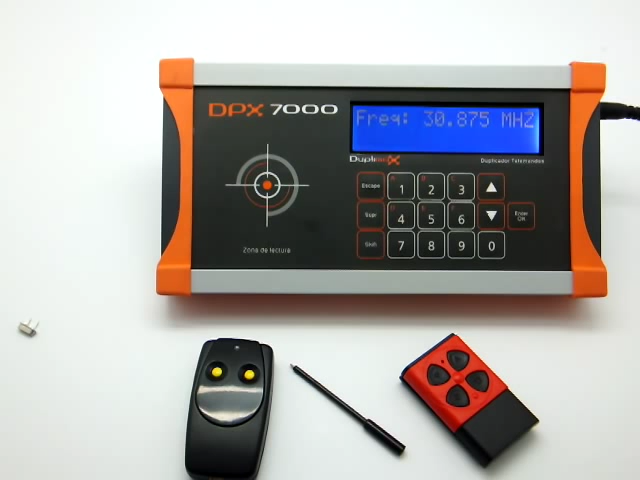 DPX 7000
Freq: 30.875 MHZ
Duplicador Telemandos
Escape 1 2 3 ▲
Supr 4 5 6 ▼ Enter OK
Shift 7 8 9 0
Zona de lectura